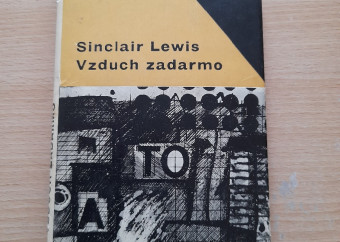 Sinclair Lewis
Vzduch zadarmo
TO
A